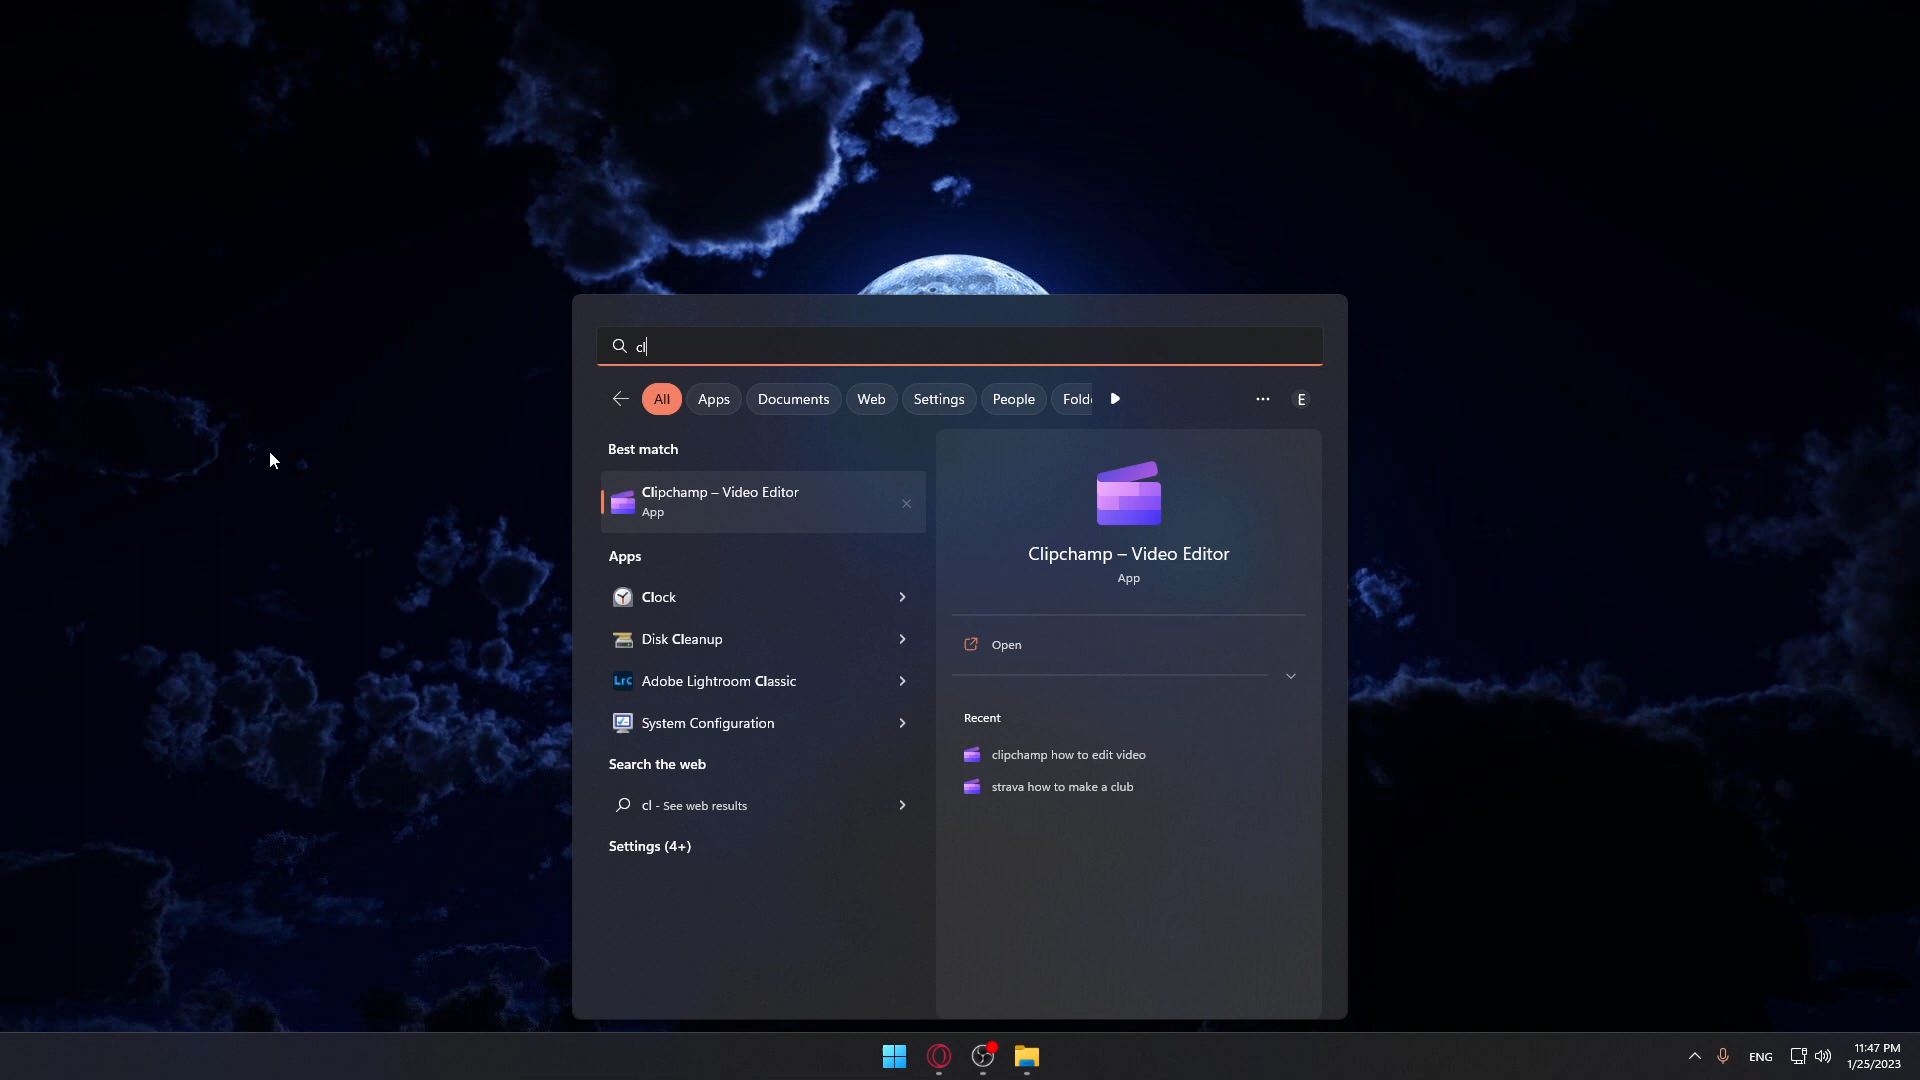 cl
All
Apps
Documents
Web
Settings
People
Fold
E
Best match
Clipchamp – Video Editor
App
Apps
Clock
Disk Cleanup
Lrc
Adobe Lightroom Classic
System Configuration
Search the web
cl - See web results
Settings (4+)
Clipchamp – Video Editor
App
Open
Recent
clipchamp how to edit video
strava how to make a club
ENG
11:47 PM
1/25/2023